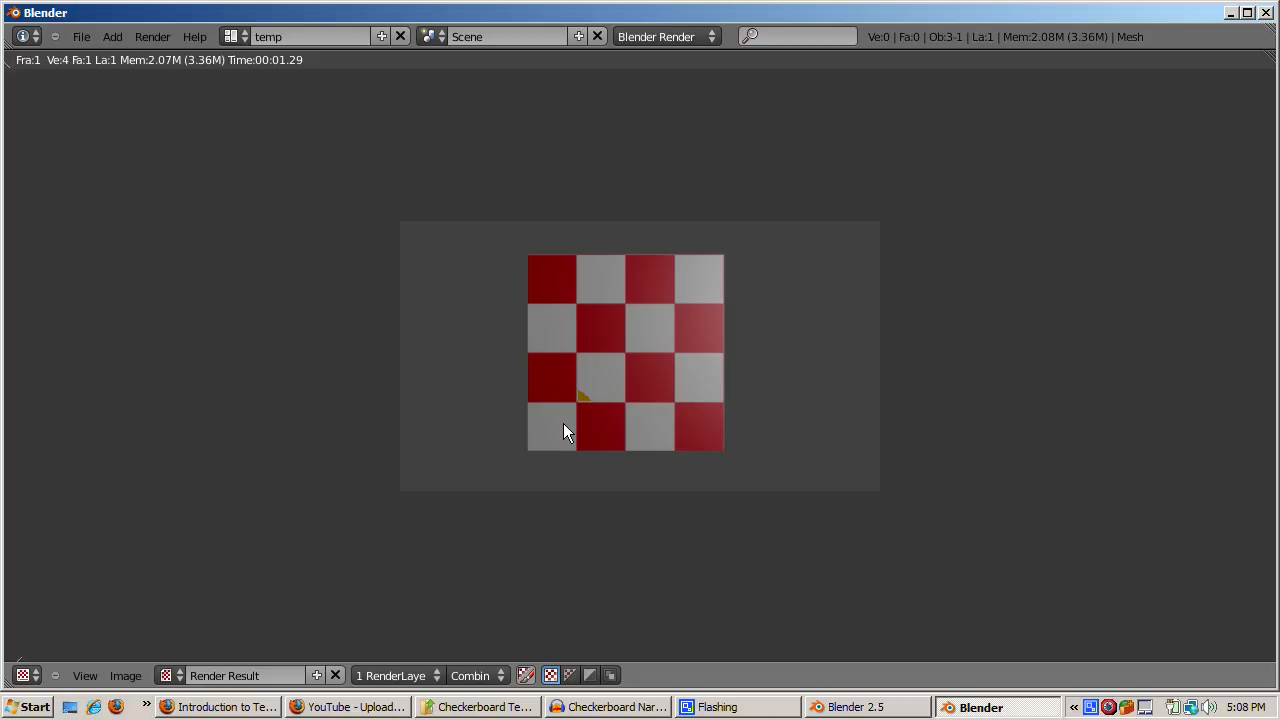 Blender
File Add Render Help temp Scene Blender Render Ve:0 | Fa:0 | Ob:3-1 | La:1 | Mem:2.08M (3.36M) | Mesh
Fra:1 Ve:4 Fa:1 La:1 Mem:2.07M (3.36M) Time:00:01.29
View Image Render Result 1 RenderLaye Combin
Start » Introduction to Te... YouTube - Upload... Checkerboard Te... Checkerboard Nar... Flashing Blender 2.5 Blender « 5:08 PM